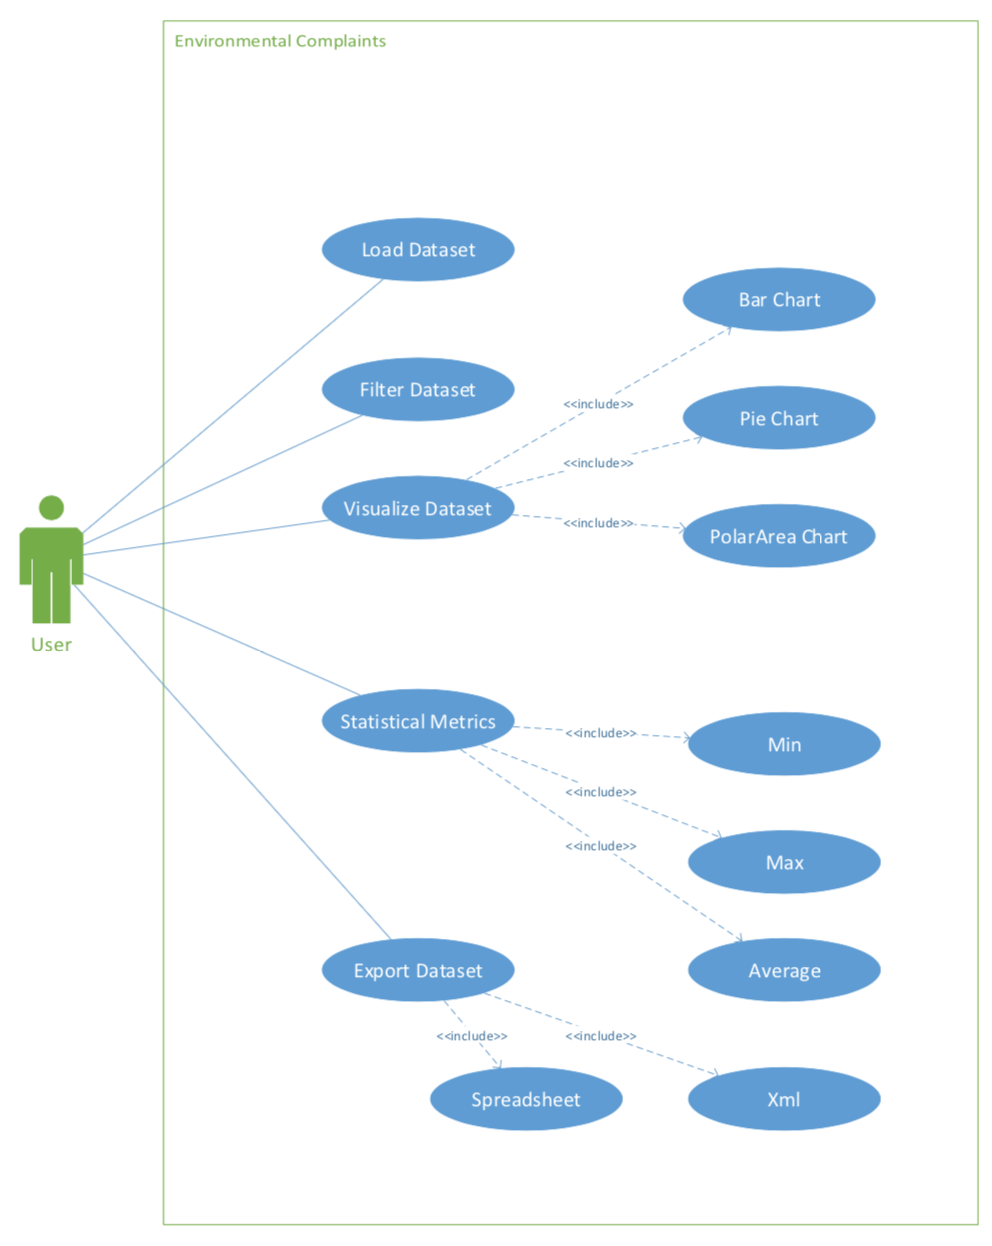 Environmental Complaints
Load Dataset
Bar Chart
Filter Dataset
<<include>>
Pie Chart
<<include>>
Visualize Dataset
<<include>>
PolarArea Chart
User
Statistical Metrics
<<include>>
Min
<<include>>
<<include>>
Max
Export Dataset
Average
<<include>>
<<include>>
Spreadsheet
Xml